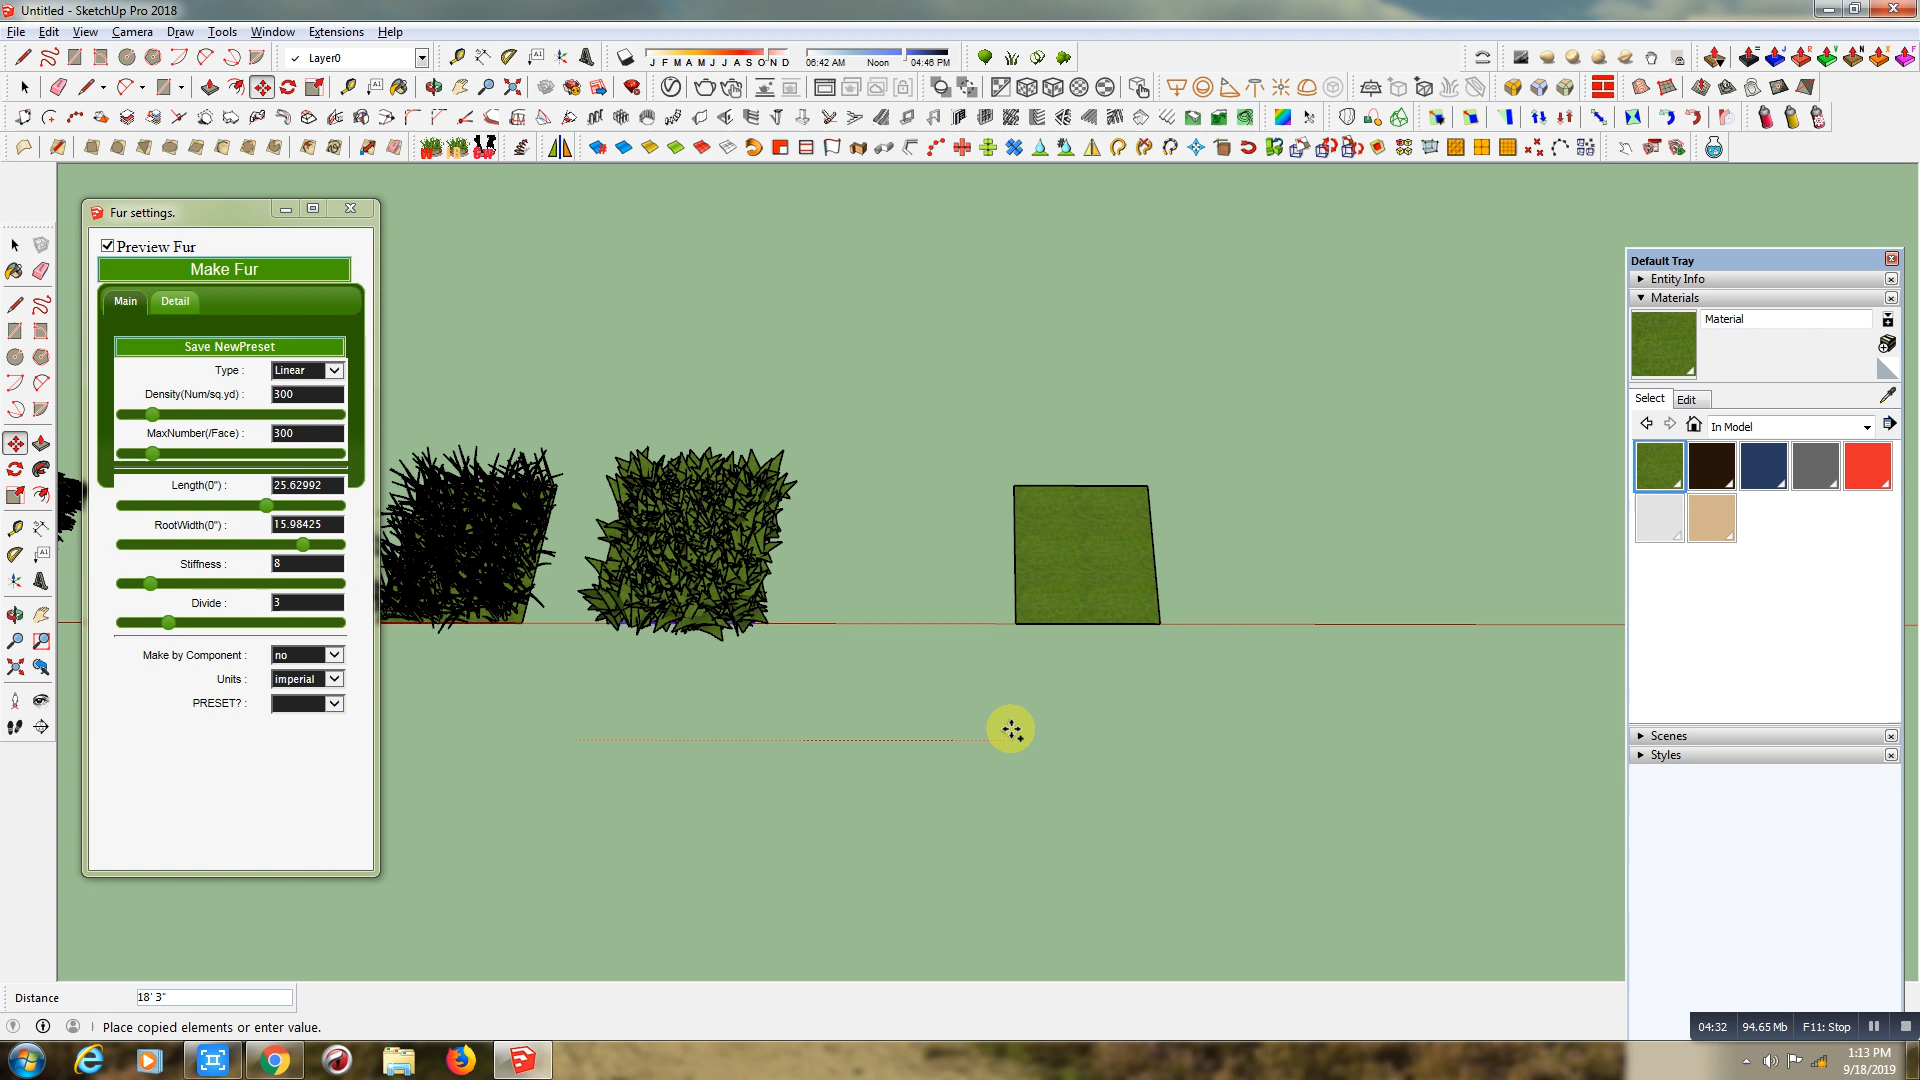 Untitled - SketchUp Pro 2018
File Edit View Camera Draw Tools Window Extensions Help
Layer0
J F M A M J J A S O N D
06:42 AM Noon 04:46 PM
Fur settings.
Preview Fur
Make Fur
Main Detail
Save NewPreset
Type : Linear
Density(Num/sq.yd) : 300
MaxNumber(/Face) : 300
Length(0") : 25.62992
RootWidth(0") : 15.98425
Stiffness : 8
Divide : 3
Make by Component : no
Units : imperial
PRESET? :
Default Tray
Entity Info
Materials
Material
Select Edit
In Model
Scenes
Styles
Distance 18' 3"
Place copied elements or enter value.
04:32 94.65 Mb F11: Stop
1:13 PM
9/18/2019